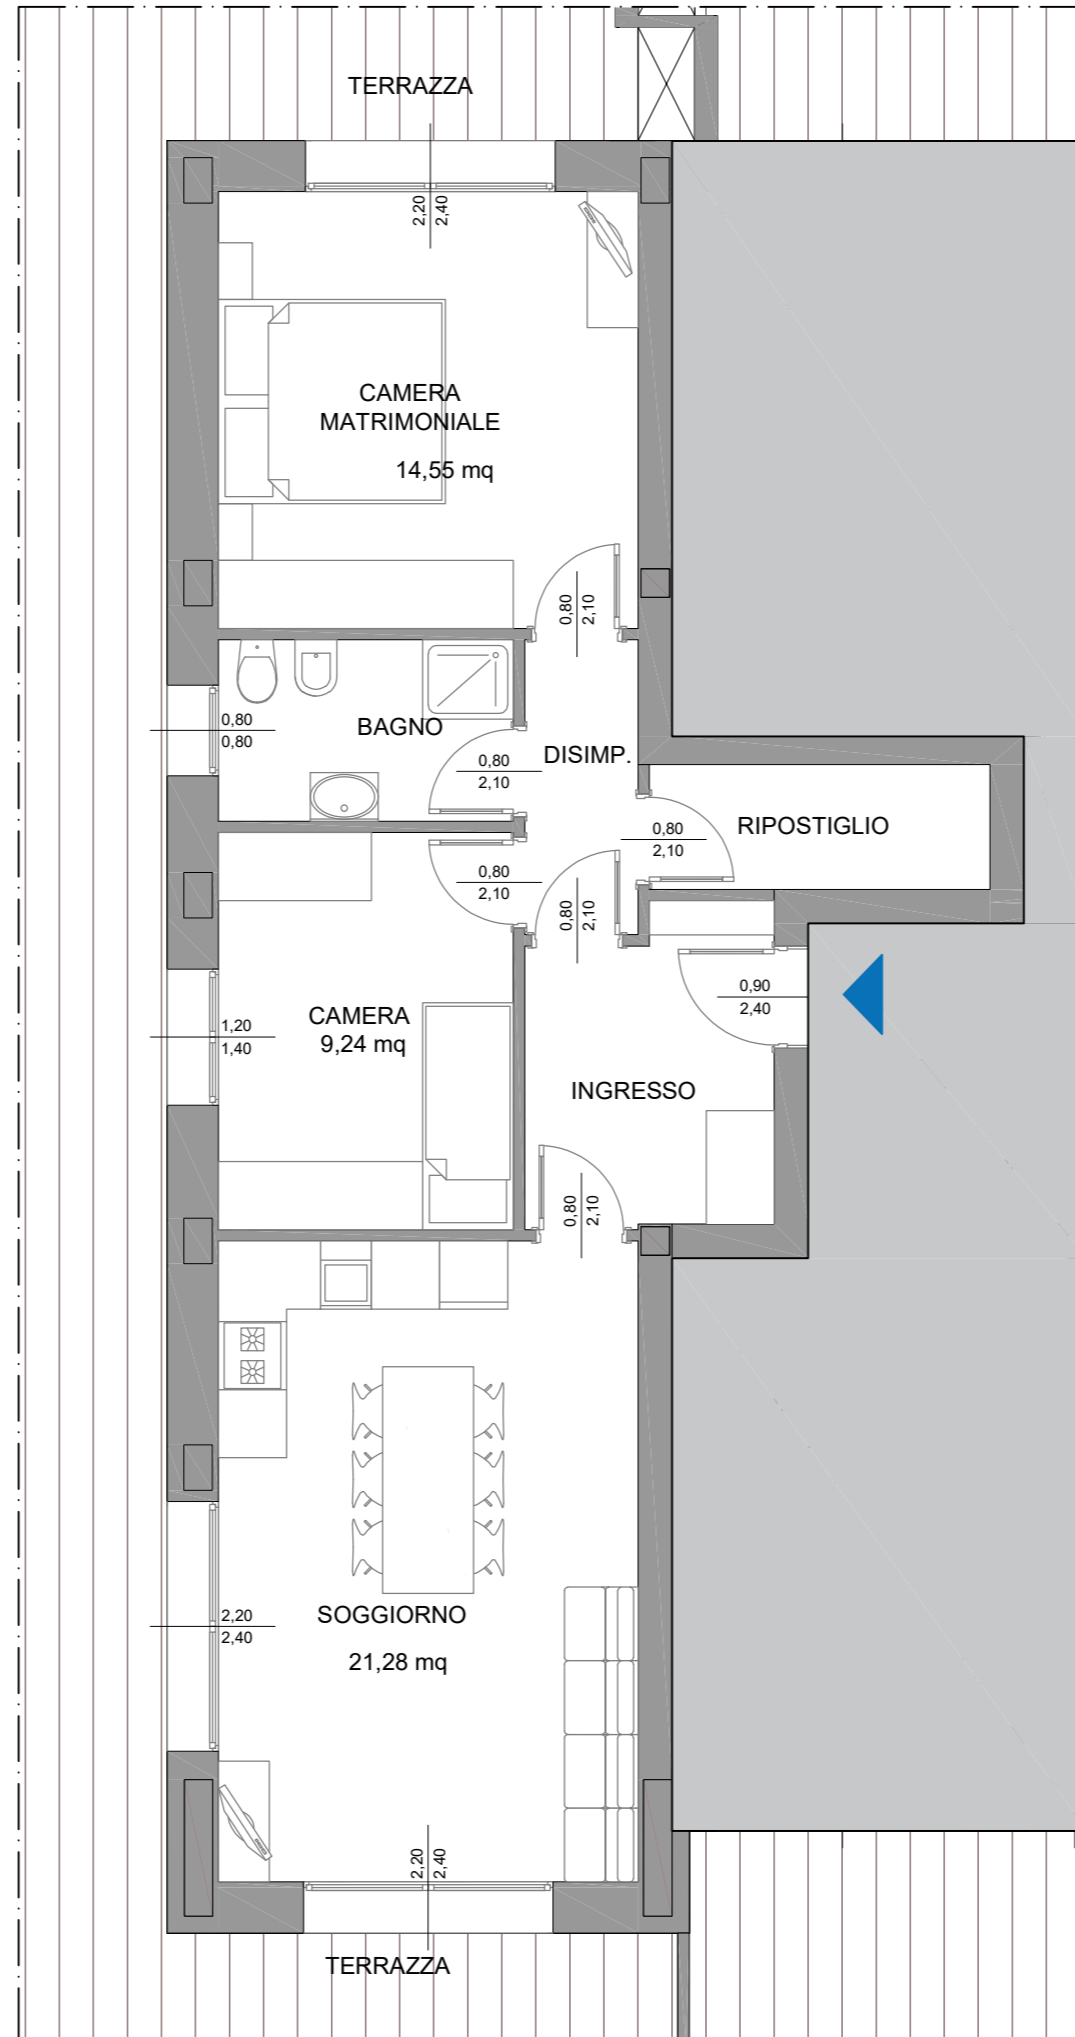 TERRAZZA
2,20
2,40
CAMERA
MATRIMONIALE
14,55 mq
0,80
2,10
0,80
0,80
BAGNO
0,80
2,10
DISIMP.
0,80
2,10
RIPOSTIGLIO
0,80
2,10
0,80
2,10
0,90
2,40
1,20
1,40
CAMERA
9,24 mq
INGRESSO
0,80
2,10
2,20
2,40
SOGGIORNO
21,28 mq
2,20
2,40
TERRAZZA